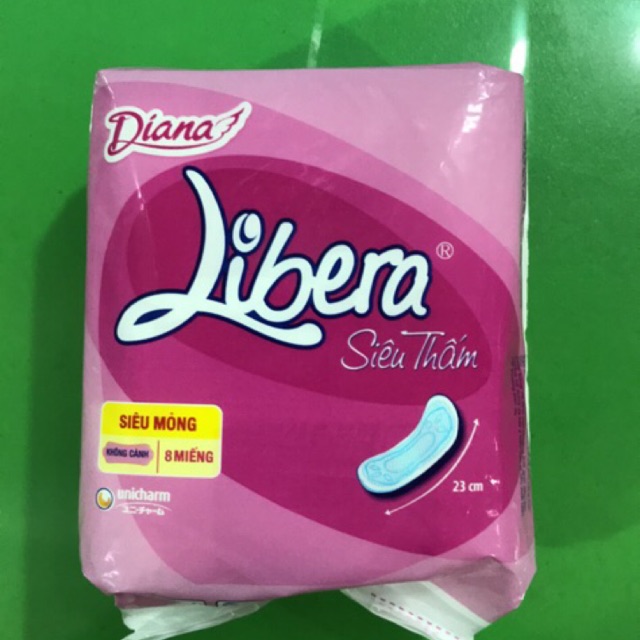 Diana
Libera®
Siêu Thấm
SIÊU MỎNG
KHÔNG CÁNH
8 MIẾNG
23 cm
unicharm
ユニ・チャーム